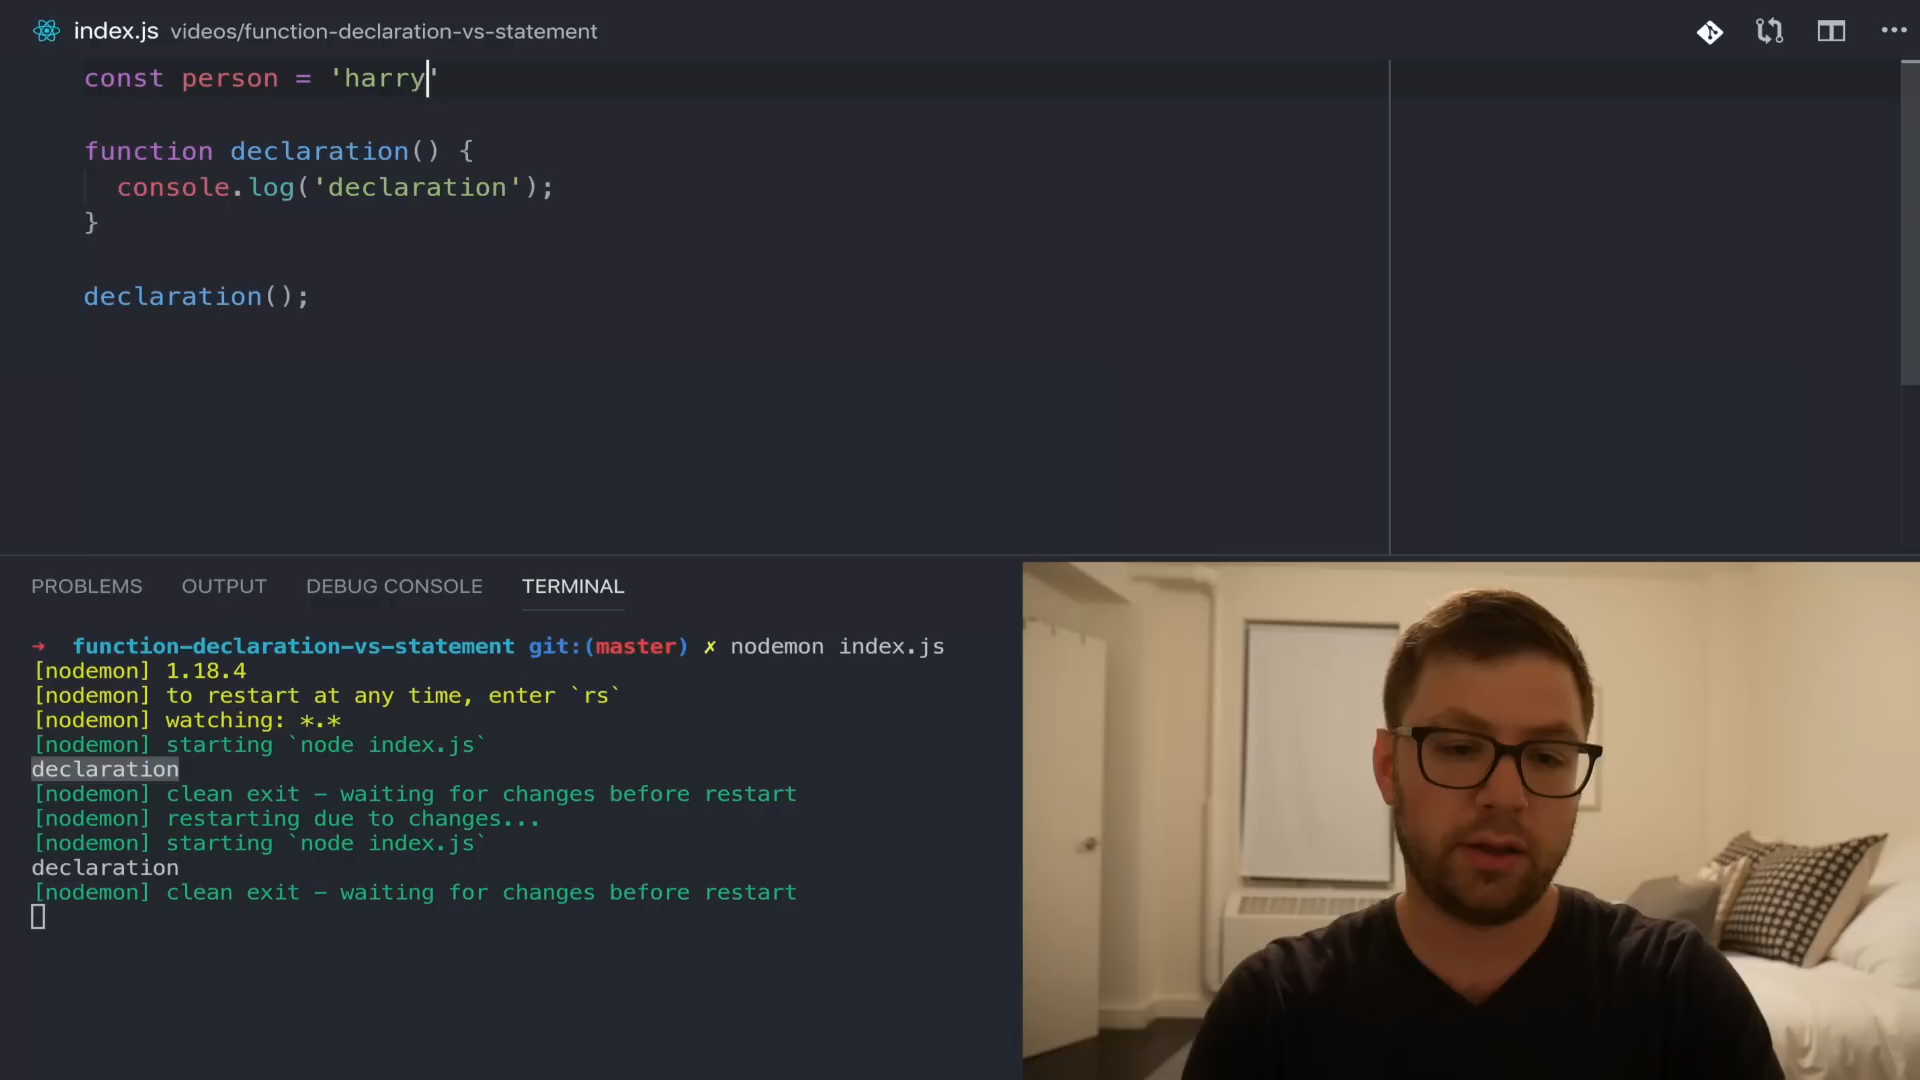 index.js videos/function-declaration-vs-statement
const person = 'harry'
function declaration() {
console.log('declaration');
}
declaration();
PROBLEMS OUTPUT DEBUG CONSOLE TERMINAL
➜ function-declaration-vs-statement git:(master) ✗ nodemon index.js
[nodemon] 1.18.4
[nodemon] to restart at any time, enter `rs`
[nodemon] watching: *.*
[nodemon] starting `node index.js`
declaration
[nodemon] clean exit - waiting for changes before restart
[nodemon] restarting due to changes...
[nodemon] starting `node index.js`
declaration
[nodemon] clean exit - waiting for changes before restart